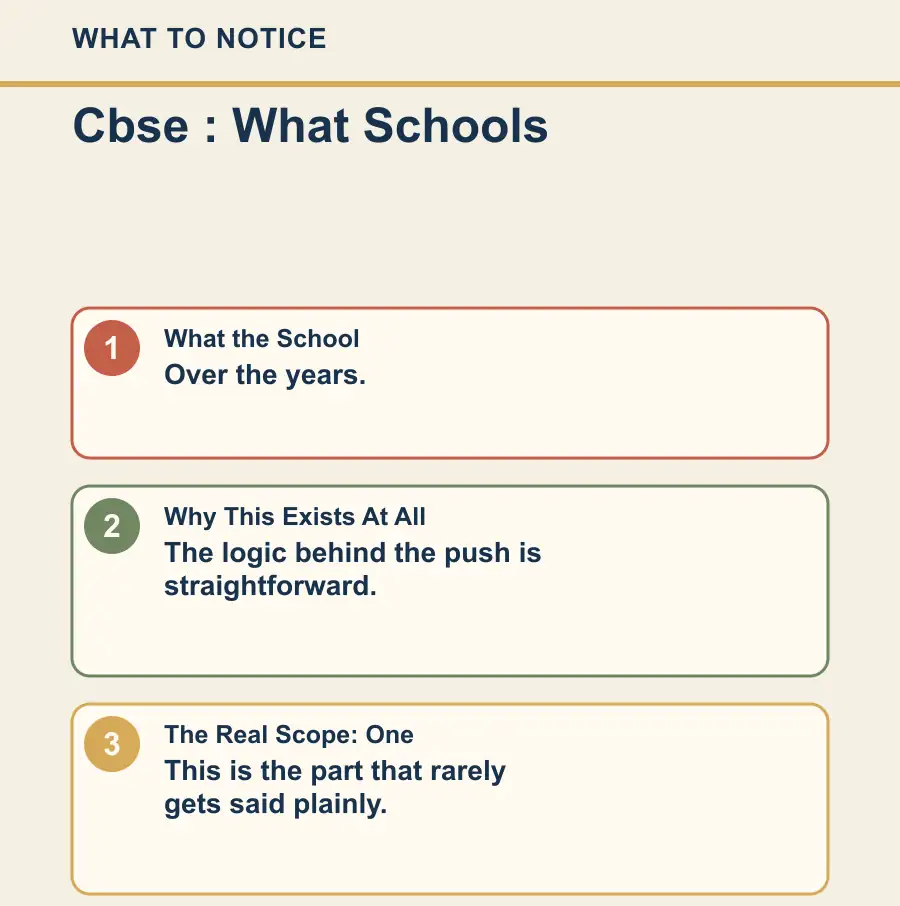 WHAT TO NOTICE
Cbse : What Schools
1
What the School
Over the years.
2
Why This Exists At All
The logic behind the push is
straightforward.
3
The Real Scope: One
This is the part that rarely
gets said plainly.